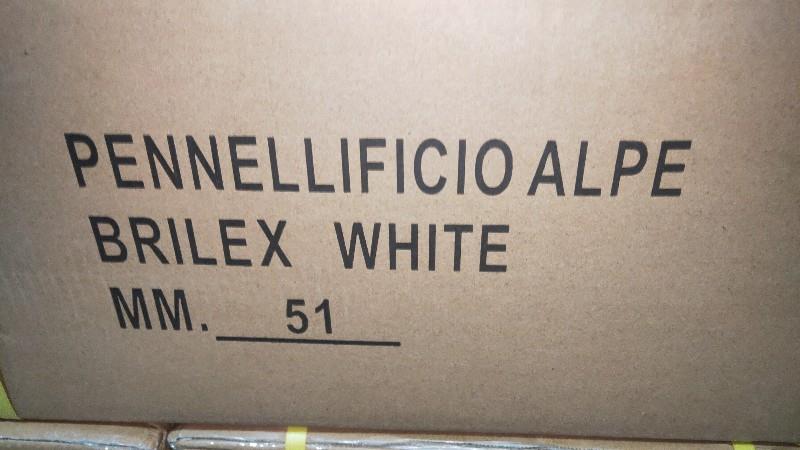 PENNELLIFICIO ALPE
BRILEX WHITE
MM. 51